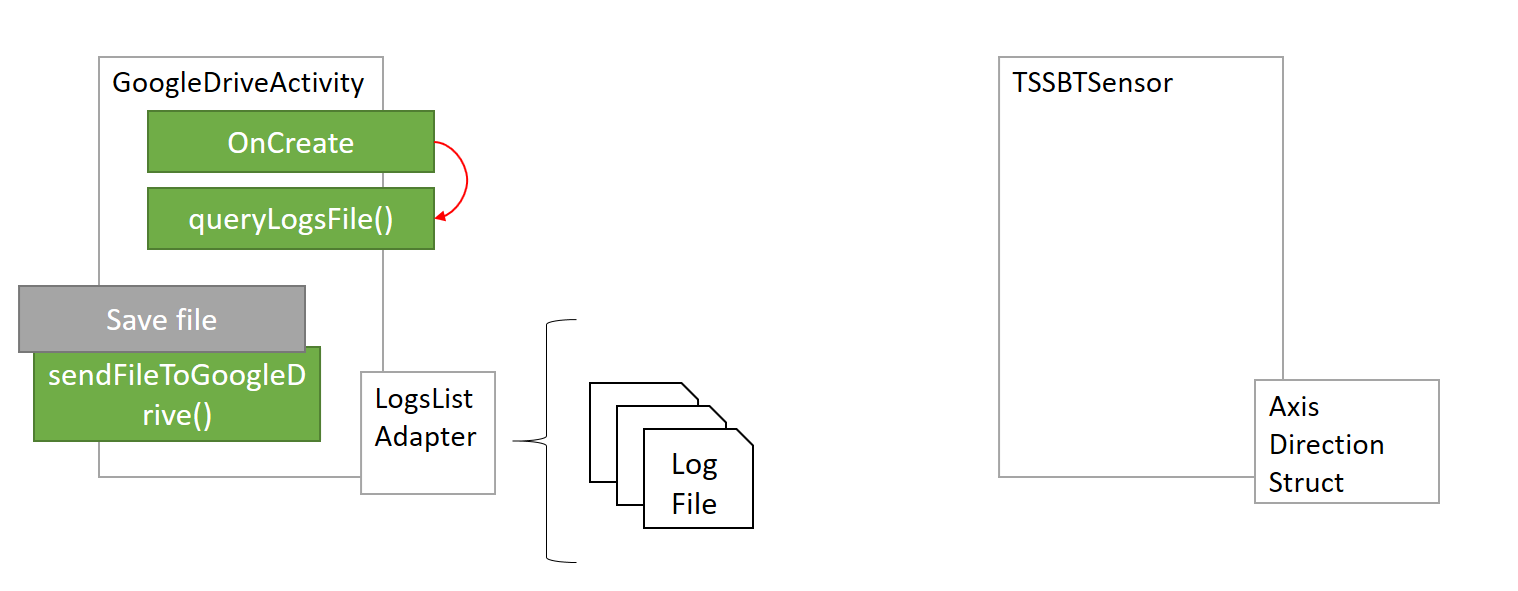 GoogleDriveActivity
OnCreate
queryLogsFile()
Save file
sendFileToGoogleD
rive()
LogsList
Adapter
Log
File
TSSBTSensor
Axis
Direction
Struct